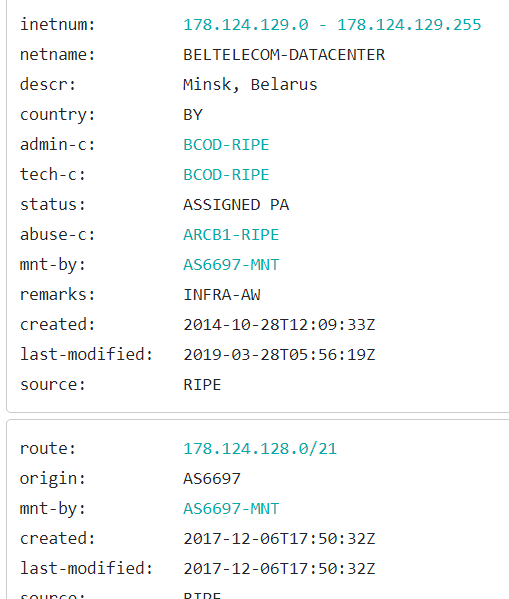 inetnum: 178.124.129.0 - 178.124.129.255
netname: BELTELECOM-DATACENTER
descr: Minsk, Belarus
country: BY
admin-c: BCOD-RIPE
tech-c: BCOD-RIPE
status: ASSIGNED PA
abuse-c: ARCB1-RIPE
mnt-by: AS6697-MNT
remarks: INFRA-AW
created: 2014-10-28T12:09:33Z
last-modified: 2019-03-28T05:56:19Z
source: RIPE
route: 178.124.128.0/21
origin: AS6697
mnt-by: AS6697-MNT
created: 2017-12-06T17:50:32Z
last-modified: 2017-12-06T17:50:32Z
source: RIPE